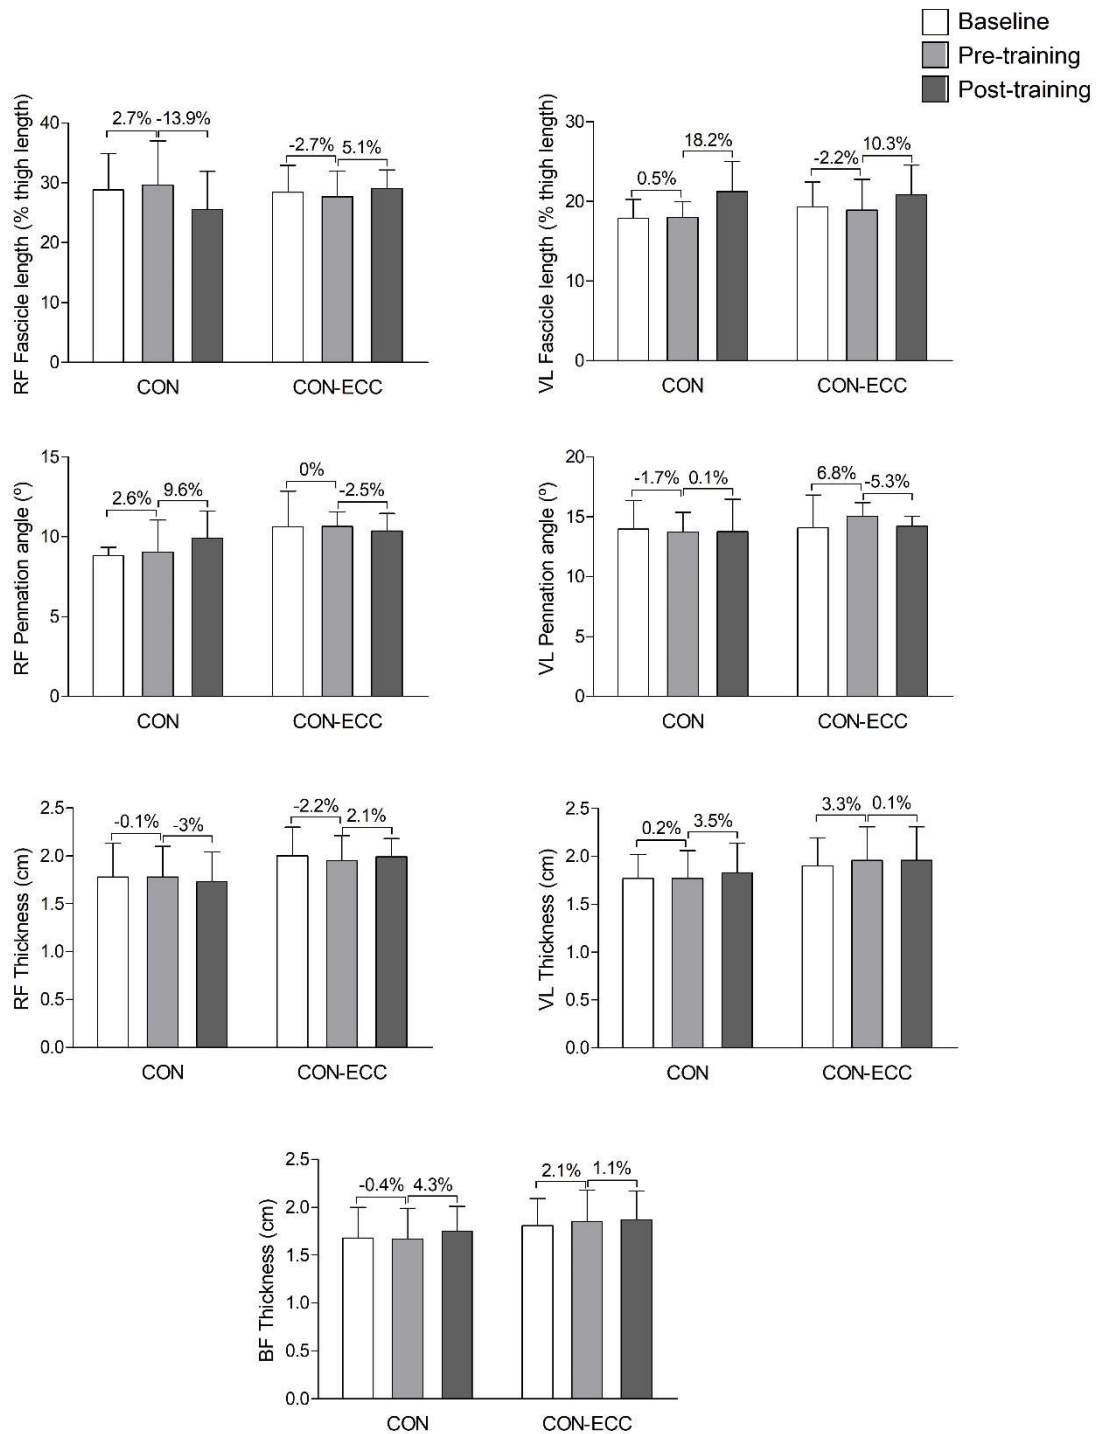 Baseline
Pre-training
Post-training
RF Fascicle length (% thigh length)
40
30
20
10
0
2.7% -13.9%
-2.7% 5.1%
CON CON-ECC
VL Fascicle length (% thigh length)
30
20
10
0
0.5% 18.2%
-2.2% 10.3%
CON CON-ECC
RF Pennation angle (º)
15
10
5
0
2.6% 9.6%
0% -2.5%
CON CON-ECC
VL Pennation angle (º)
20
15
10
5
0
-1.7% 0.1%
6.8% -5.3%
CON CON-ECC
RF Thickness (cm)
2.5
2.0
1.5
1.0
0.5
0.0
-0.1% -3%
-2.2% 2.1%
CON CON-ECC
VL Thickness (cm)
2.5
2.0
1.5
1.0
0.5
0.0
0.2% 3.5%
3.3% 0.1%
CON CON-ECC
BF Thickness (cm)
2.5
2.0
1.5
1.0
0.5
0.0
-0.4% 4.3%
2.1% 1.1%
CON CON-ECC